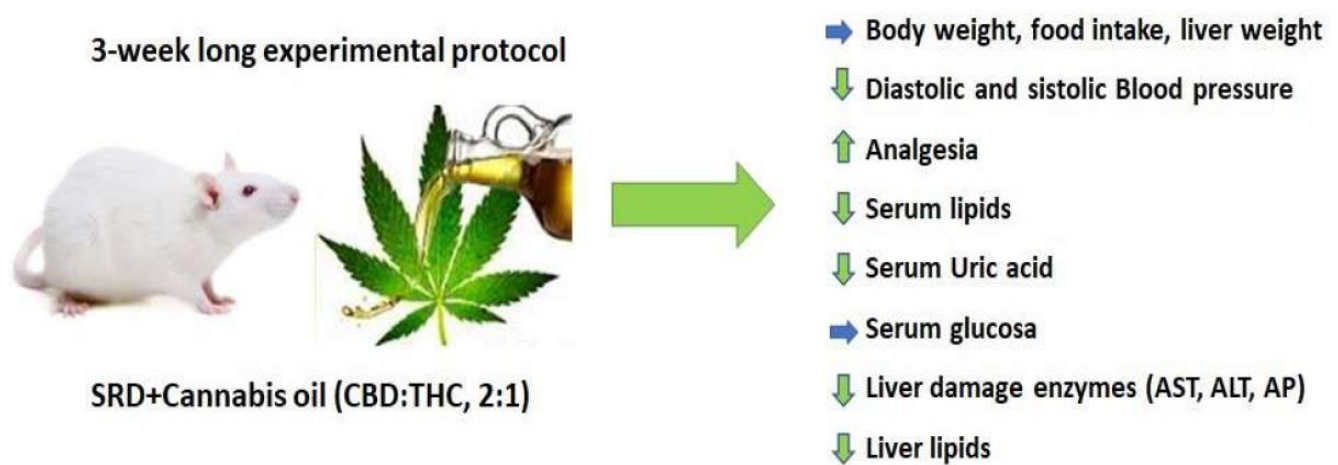 3-week long experimental protocol
SRD+Cannabis oil (CBD:THC, 2:1)
Body weight, food intake, liver weight
Diastolic and sistolic Blood pressure
Analgesia
Serum lipids
Serum Uric acid
Serum glucosa
Liver damage enzymes (AST, ALT, AP)
Liver lipids